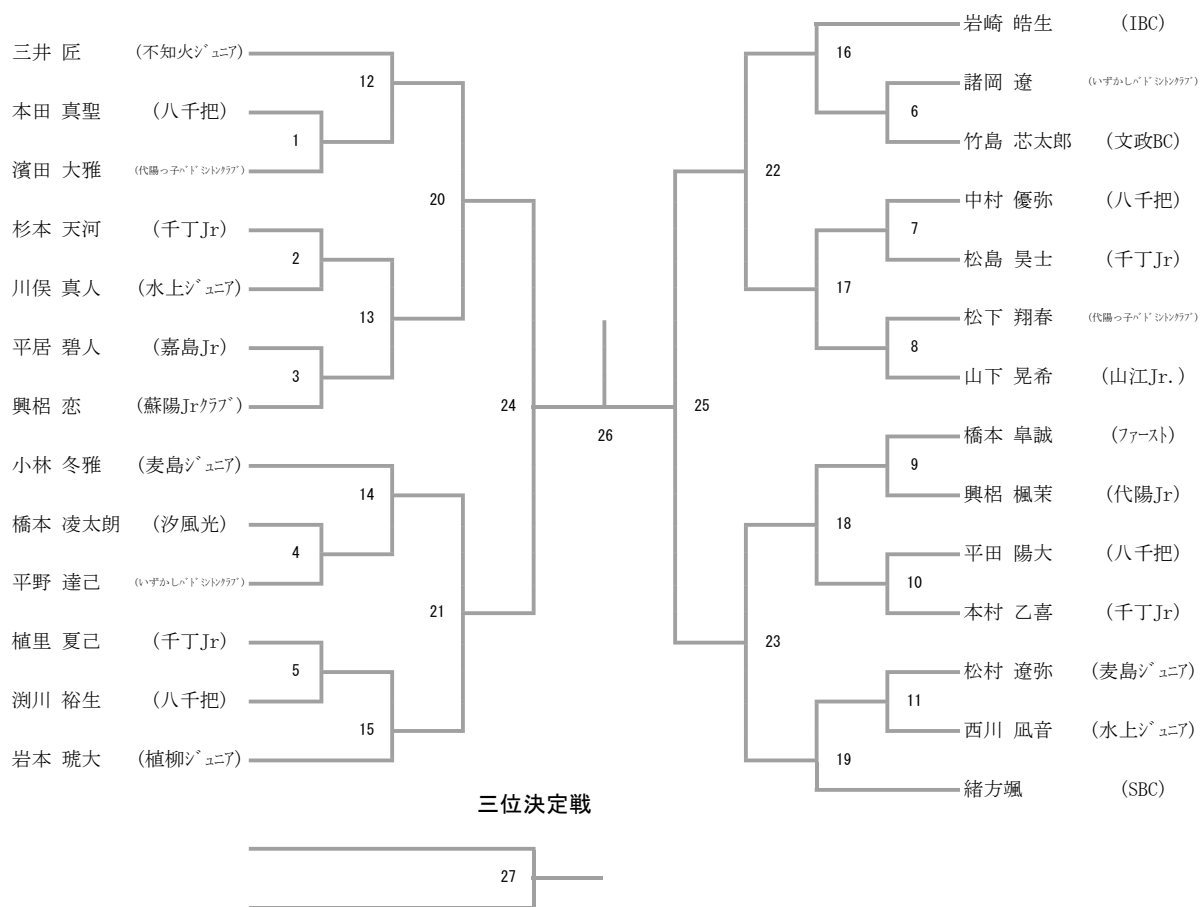 三井 匠 (不知火ジュニア)
12
本田 真聖 (八千把)
1
濱田 大雅 (代陽っ子バドミントンクラブ)
20
杉本 天河 (千丁Jr)
2
川俣 真人 (水上ジュニア)
13
平居 碧人 (嘉島Jr)
3
興梠 恋 (蘇陽Jrクラブ)
24
小林 冬雅 (麦島ジュニア)
14
橋本 凌太朗 (汐風光)
4
平野 達己 (いずかしバドミントンクラブ)
21
植里 夏己 (千丁Jr)
5
渕川 裕生 (八千把)
15
岩本 琥大 (植柳ジュニア)
26
岩崎 皓生 (IBC)
16
諸岡 遼 (いずかしバドミントンクラブ)
6
竹島 芯太郎 (文政BC)
22
中村 優弥 (八千把)
7
松島 昊士 (千丁Jr)
17
松下 翔春 (代陽っ子バドミントンクラブ)
8
山下 晃希 (山江Jr.)
25
橋本 皐誠 (ファースト)
9
興梠 楓茉 (代陽Jr)
18
平田 陽大 (八千把)
10
本村 乙喜 (千丁Jr)
23
松村 遼弥 (麦島ジュニア)
11
西川 凪音 (水上ジュニア)
19
緒方颯 (SBC)
三位決定戦
27